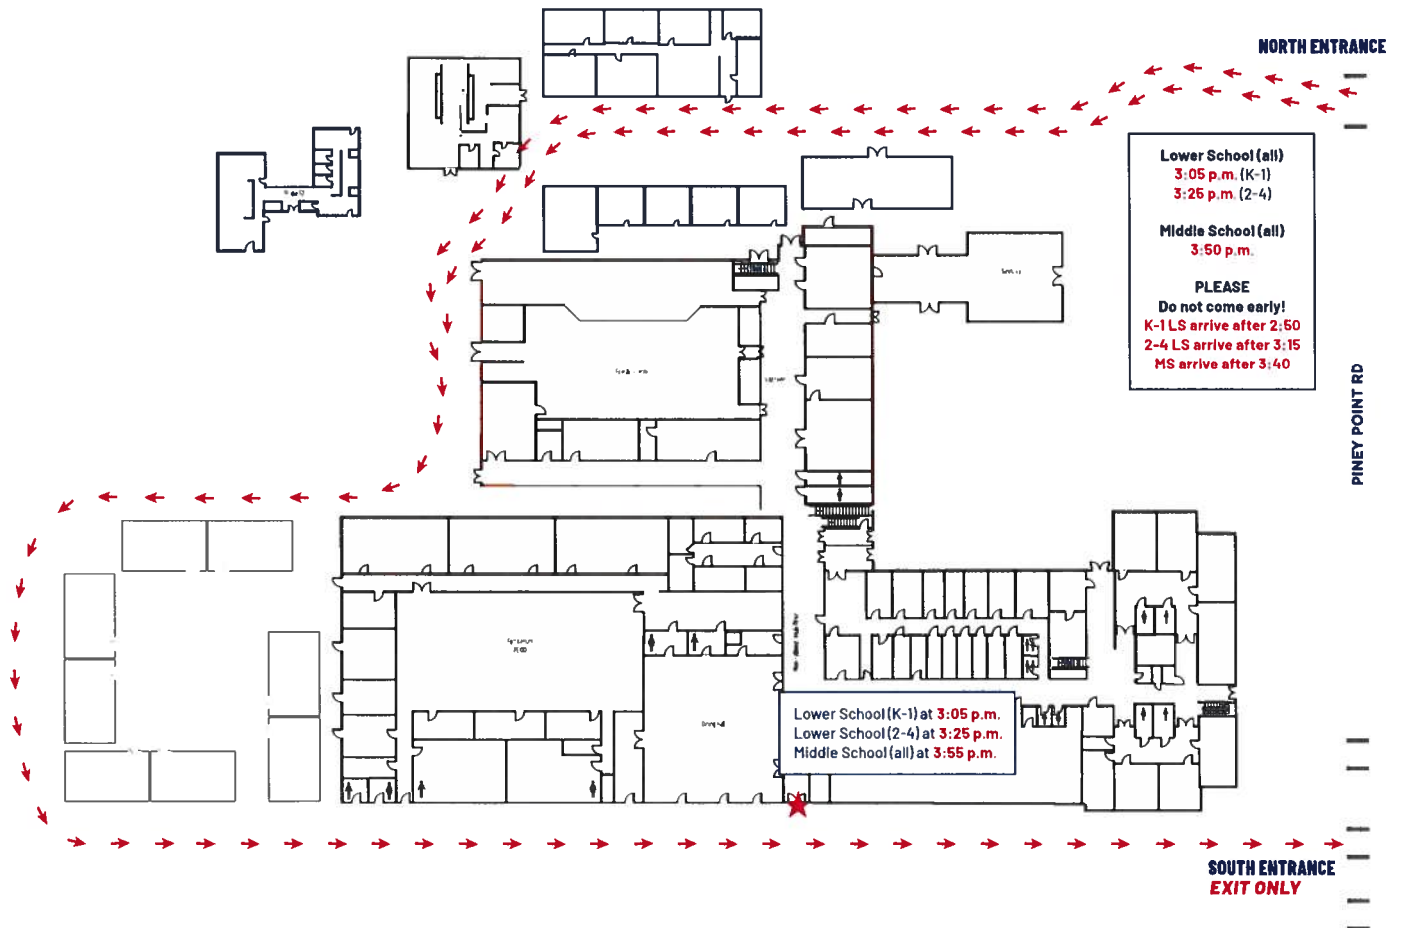 NORTH ENTRANCE
Lower School (all)
3:05 p.m. (K-1)
3:25 p.m. (2-4)
Middle School (all)
3:50 p.m.
PLEASE
Do not come early!
K-1 LS arrive after 2:50
2-4 LS arrive after 3:15
MS arrive after 3:40
PINEY POINT RD
Lower School (K-1) at 3:05 p.m.
Lower School (2-4) at 3:25 p.m.
Middle School (all) at 3:55 p.m.
SOUTH ENTRANCE
EXIT ONLY